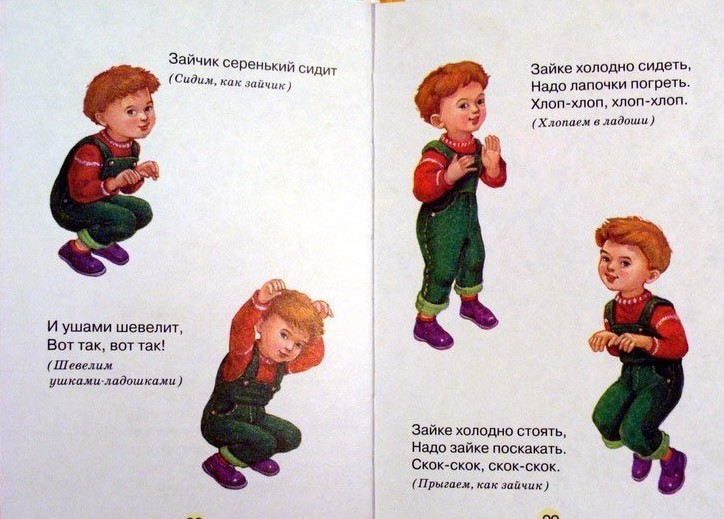 Зайчик серенький сидит
(Сидим, как зайчик)
И ушами шевелит,
Вот так, вот так!
(Шевелим
ушками-ладошками)
Зайке холодно сидеть,
Надо лапочки погреть.
Хлоп-хлоп, хлоп-хлоп.
(Хлопаем в ладоши)
Зайке холодно стоять,
Надо зайке поскакать.
Скок-скок, скок-скок.
(Прыгаем, как зайчик)